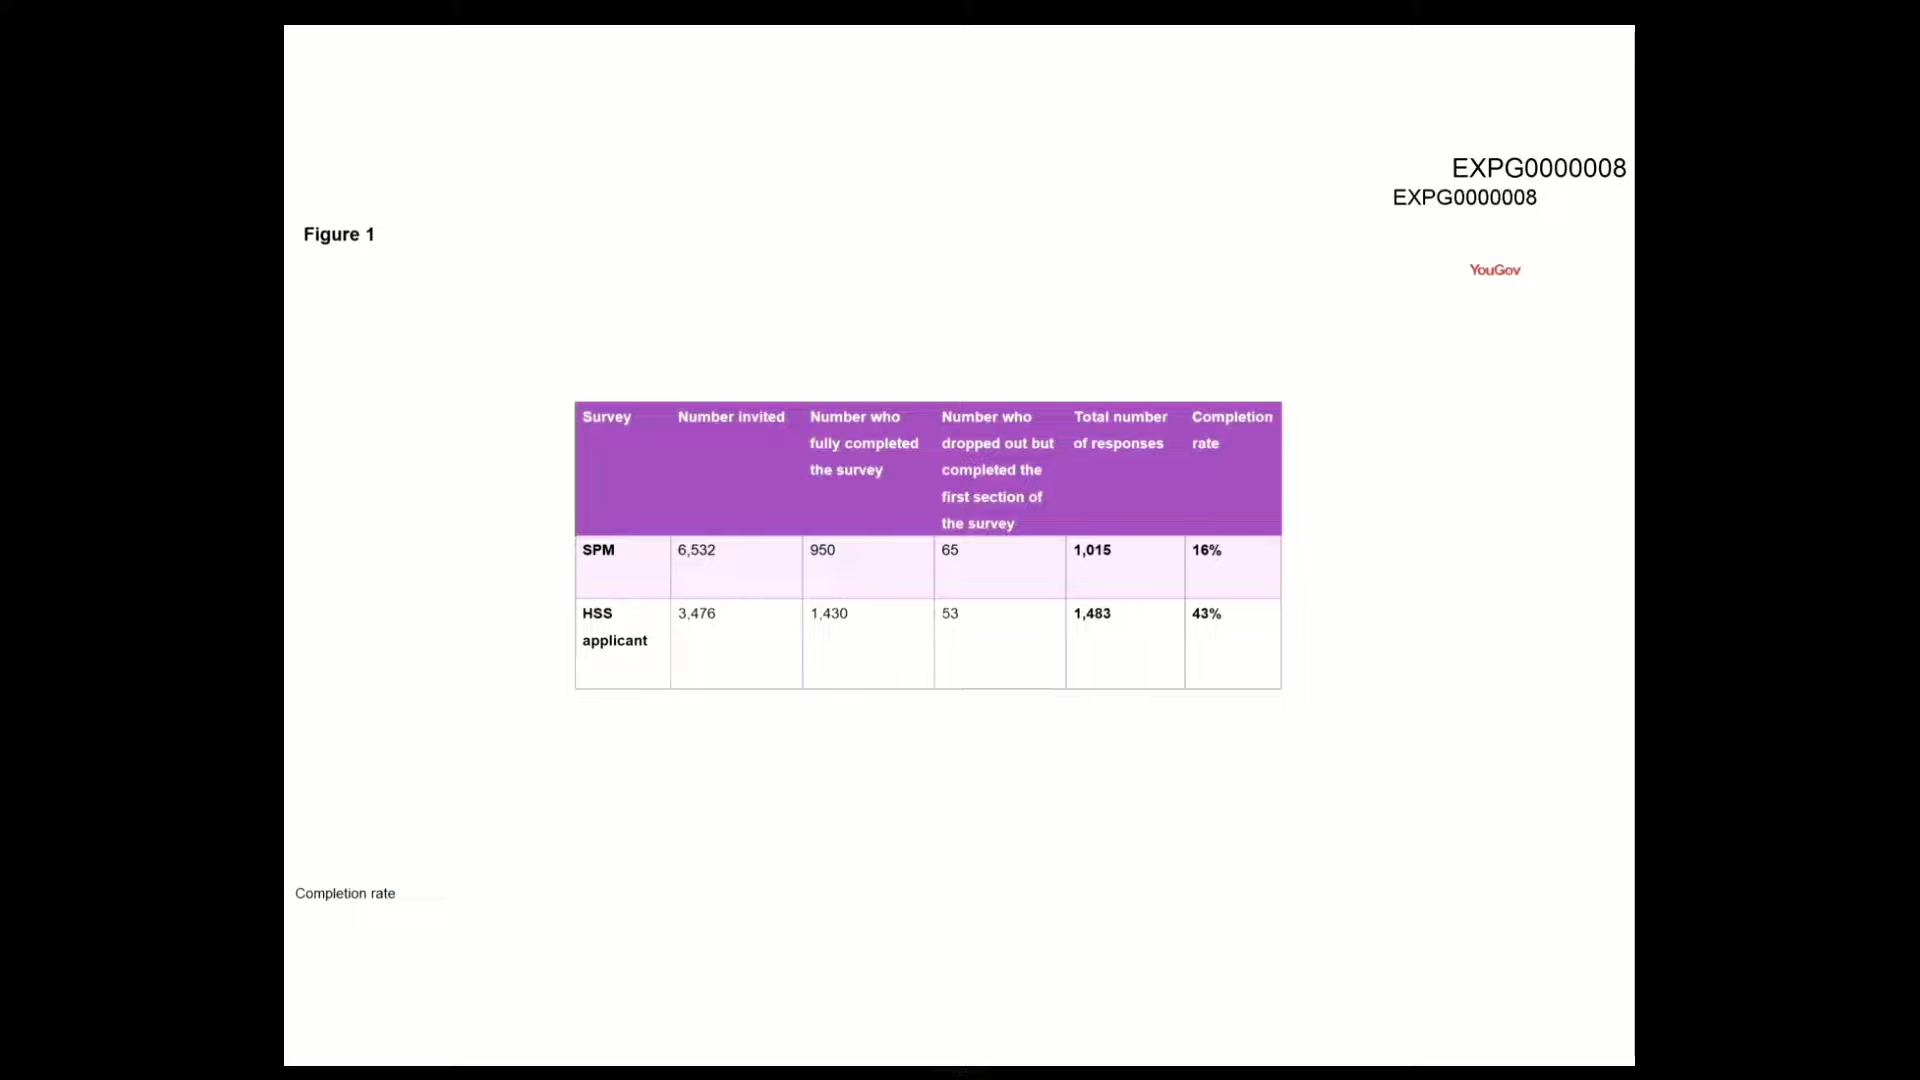 EXPG0000008
EXPG0000008
Figure 1
YouGov
Survey Number invited Number who fully completed the survey Number who dropped out but completed the first section of the survey Total number of responses Completion rate
SPM 6,532 950 65 1,015 16%
HSS applicant 3,476 1,430 53 1,483 43%
Completion rate